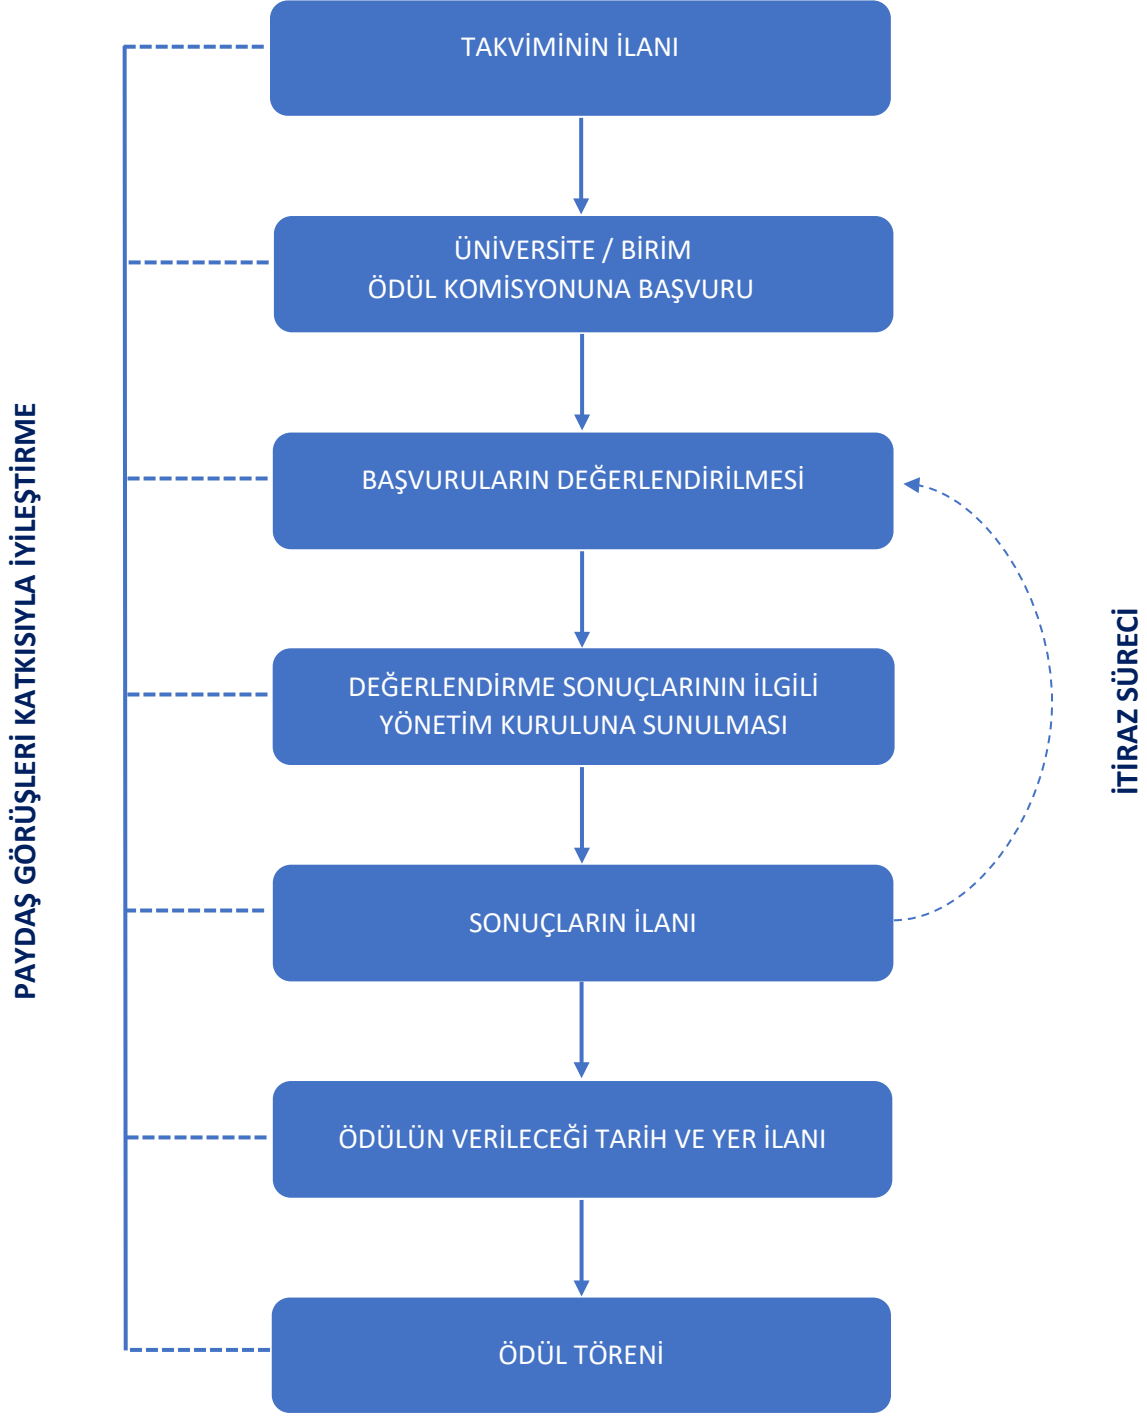 TAKVİMİNİN İLANI
ÜNİVERSİTE / BİRİM
ÖDÜL KOMİSYONUNA BAŞVURU
BAŞVURULARIN DEĞERLENDİRİLMESİ
DEĞERLENDİRME SONUÇLARININ İLGİLİ
YÖNETİM KURULUNA SUNULMASI
SONUÇLARIN İLANI
ÖDÜLÜN VERİLECEĞİ TARİH VE YER İLANI
ÖDÜL TÖRENİ
PAYDAŞ GÖRÜŞLERİ KATKISIYLA İYİLEŞTİRME
İTİRAZ SÜRECİ